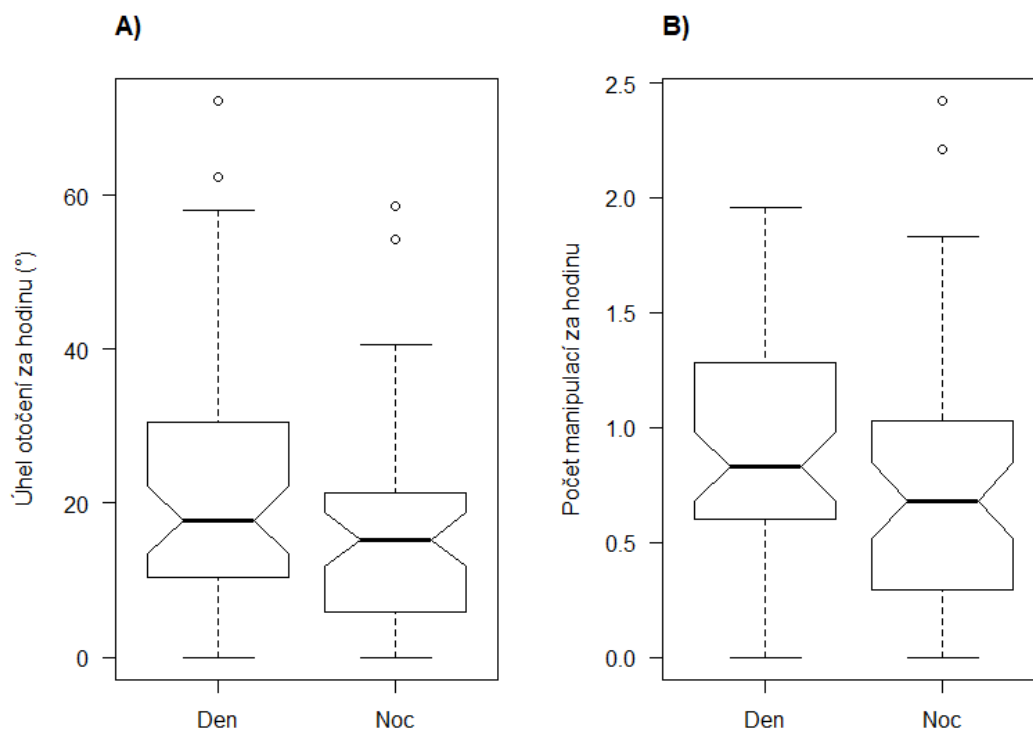 A)
Úhel otočení za hodinu (°)
60
40
20
0
Den Noc
B)
Počet manipulací za hodinu
2.5
2.0
1.5
1.0
0.5
0.0
Den Noc